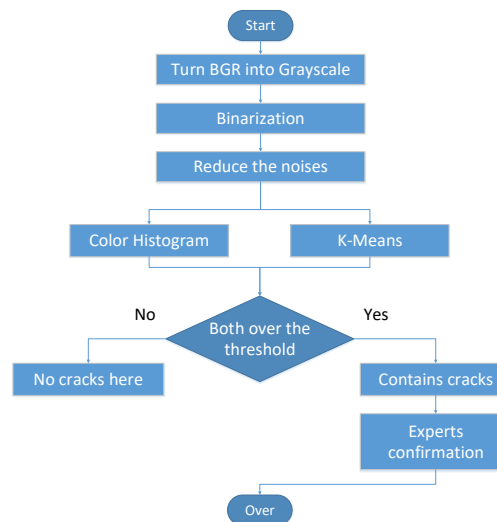 Start
Turn BGR into Grayscale
Binarization
Reduce the noises
Color Histogram
K-Means
No
Yes
Both over the
threshold
No cracks here
Contains cracks
Experts
confirmation
Over